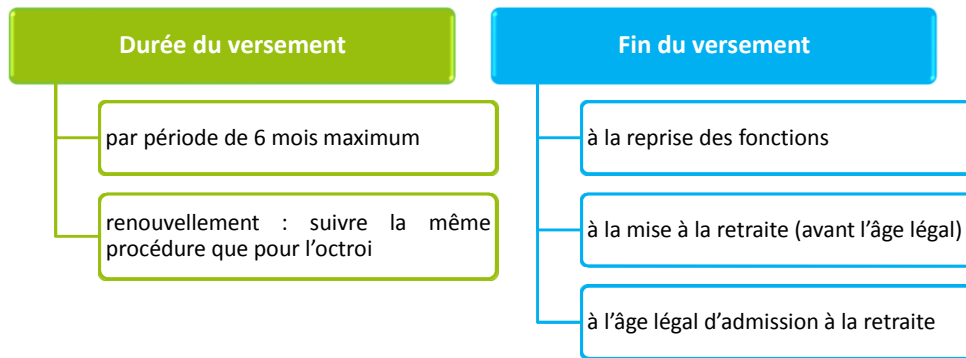 Durée du versement
par période de 6 mois maximum
renouvellement : suivre la même
procédure que pour l’octroi
Fin du versement
à la reprise des fonctions
à la mise à la retraite (avant l’âge légal)
à l’âge légal d’admission à la retraite